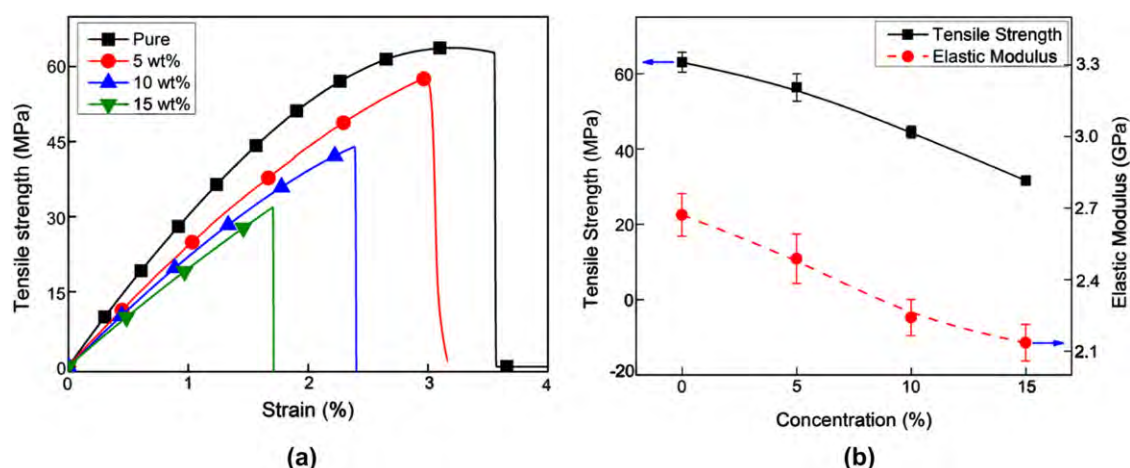 Pure
5 wt%
10 wt%
15 wt%
Tensile strength (MPa)
60
45
30
15
0
0
1
2
3
4
Strain (%)
(a)
Tensile Strength
Elastic Modulus
Tensile Strength (MPa)
60
40
20
0
-20
0
5
10
15
Concentration (%)
3.3
3.0
2.7
2.4
2.1
Elastic Modulus (GPa)
(b)